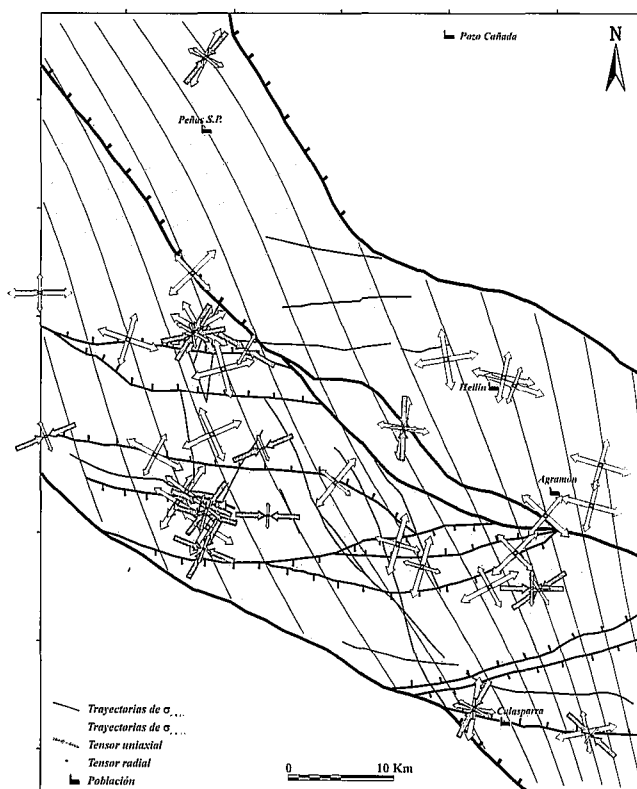 Pozo Cañada
N
Peñas S.P.
Hellín
Agramón
Calasparra
Trayectorias de σ
Trayectorias de σ
Tensor uniaxial
Tensor radial
Población
0 10 Km